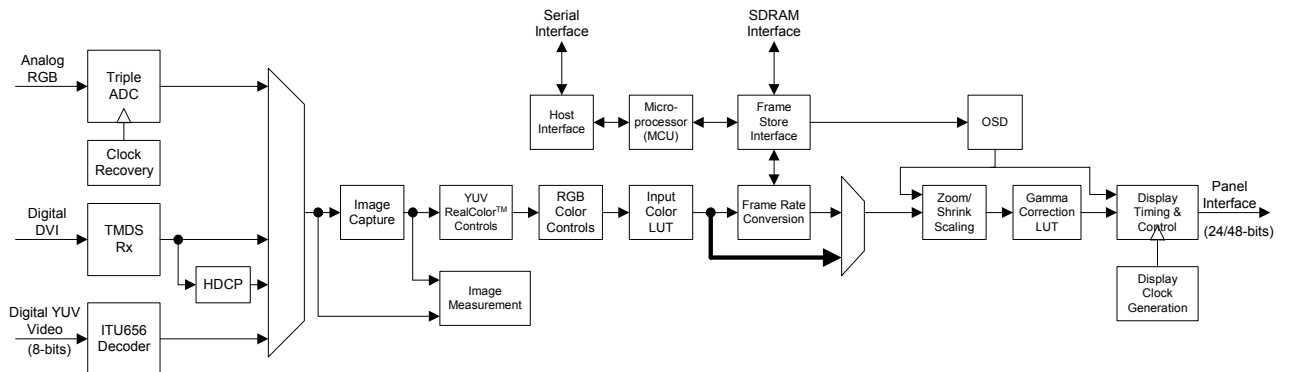 Serial
Interface
SDRAM
Interface
Analog
RGB
Triple
ADC
Clock
Recovery
Host
Interface
Micro-
processor
(MCU)
Frame
Store
Interface
OSD
Digital
DVI
TMDS
Rx
HDCP
Image
Capture
YUV
RealColor™
Controls
RGB
Color
Controls
Input
Color
LUT
Frame Rate
Conversion
Zoom/
Shrink
Scaling
Gamma
Correction
LUT
Display
Timing &
Control
Panel
Interface
(24/48-bits)
Image
Measurement
Display
Clock
Generation
Digital YUV
Video
(8-bits)
ITU656
Decoder